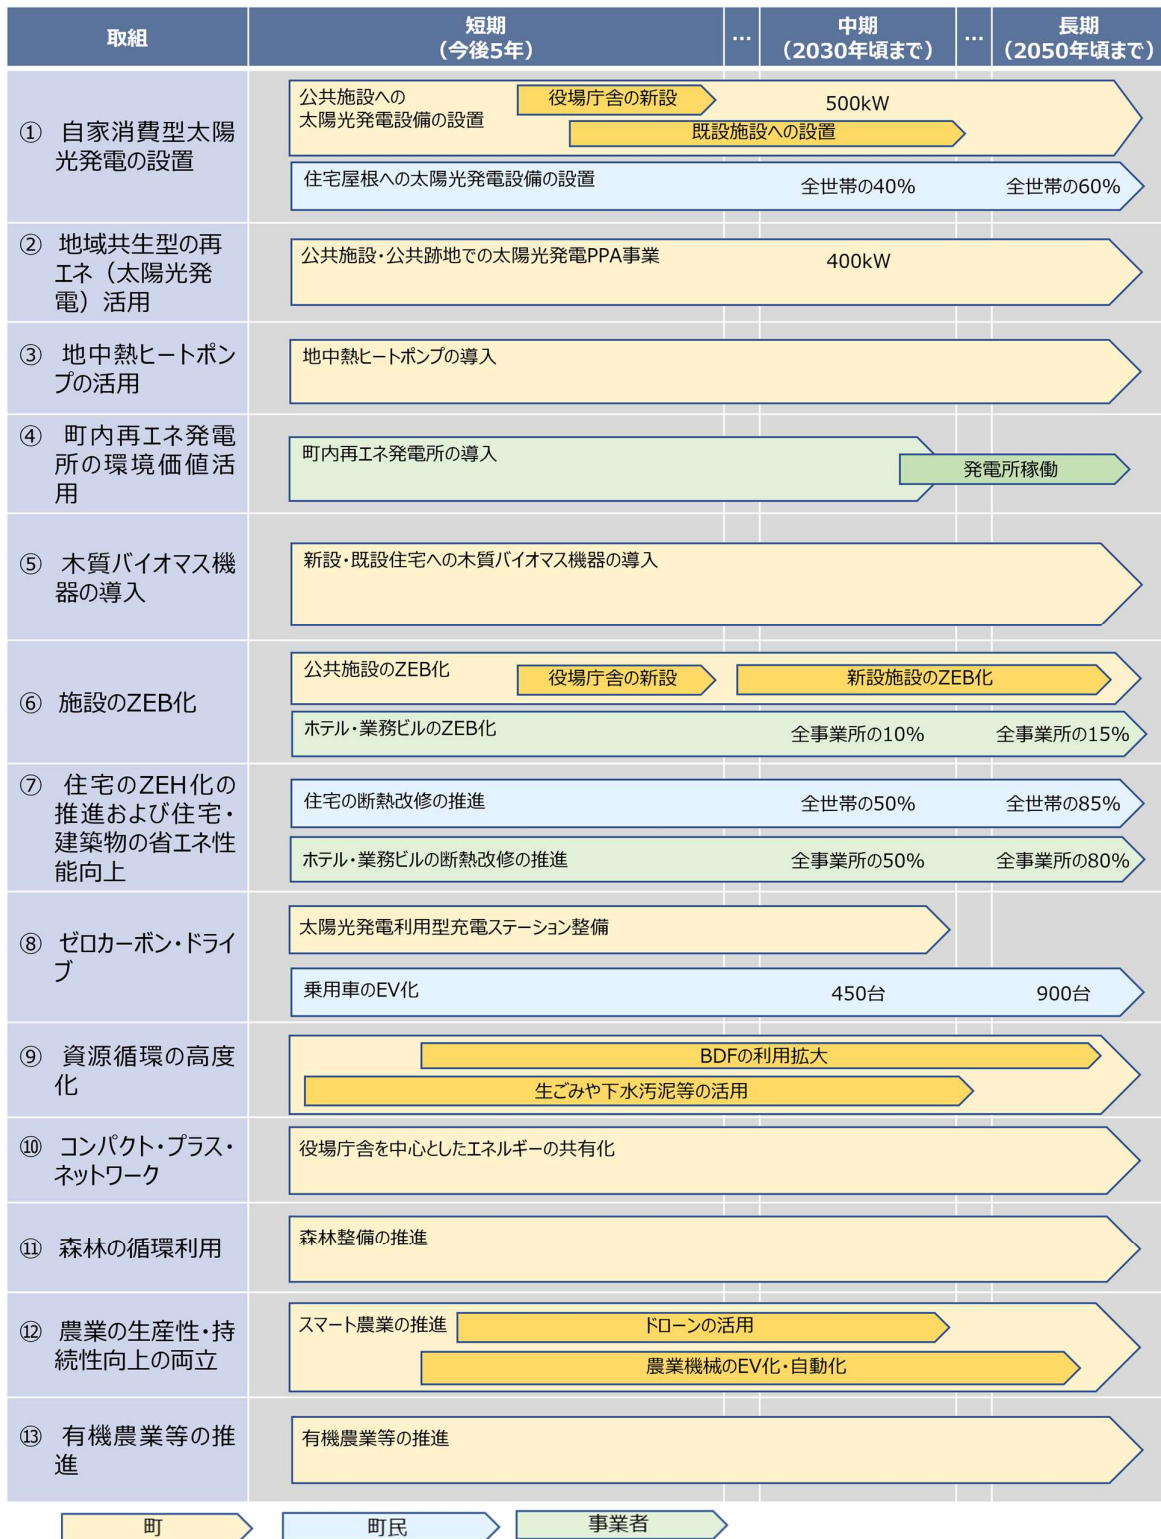 取組
短期
（今後5年）
…
中期
（2030年頃まで）
…
長期
（2050年頃まで）
① 自家消費型太陽
光発電の設置
公共施設への
太陽光発電設備の設置
役場庁舎の新設
500kW
既設施設への設置
住宅屋根への太陽光発電設備の設置
全世帯の40%
全世帯の60%
② 地域共生型の再
エネ（太陽光発
電）活用
公共施設・公共跡地での太陽光発電PPA事業
400kW
③ 地中熱ヒートポン
プの活用
地中熱ヒートポンプの導入
④ 町内再エネ発電
所の環境価値活
用
町内再エネ発電所の導入
発電所稼働
⑤ 木質バイオマス機
器の導入
新設・既設住宅への木質バイオマス機器の導入
⑥ 施設のZEB化
公共施設のZEB化
役場庁舎の新設
新設施設のZEB化
ホテル・業務ビルのZEB化
全事業所の10%
全事業所の15%
⑦ 住宅のZEH化の
推進および住宅・
建築物の省エネ性
能向上
住宅の断熱改修の推進
全世帯の50%
全世帯の85%
ホテル・業務ビルの断熱改修の推進
全事業所の50%
全事業所の80%
⑧ ゼロカーボン・ドライ
ブ
太陽光発電利用型充電ステーション整備
乗用車のEV化
450台
900台
⑨ 資源循環の高度
化
BDFの利用拡大
生ごみや下水汚泥等の活用
⑩ コンパクト・プラス・
ネットワーク
役場庁舎を中心としたエネルギーの共有化
⑪ 森林の循環利用
森林整備の推進
⑫ 農業の生産性・持
続性向上の両立
スマート農業の推進
ドローンの活用
農業機械のEV化・自動化
⑬ 有機農業等の推
進
有機農業等の推進
町
町民
事業者